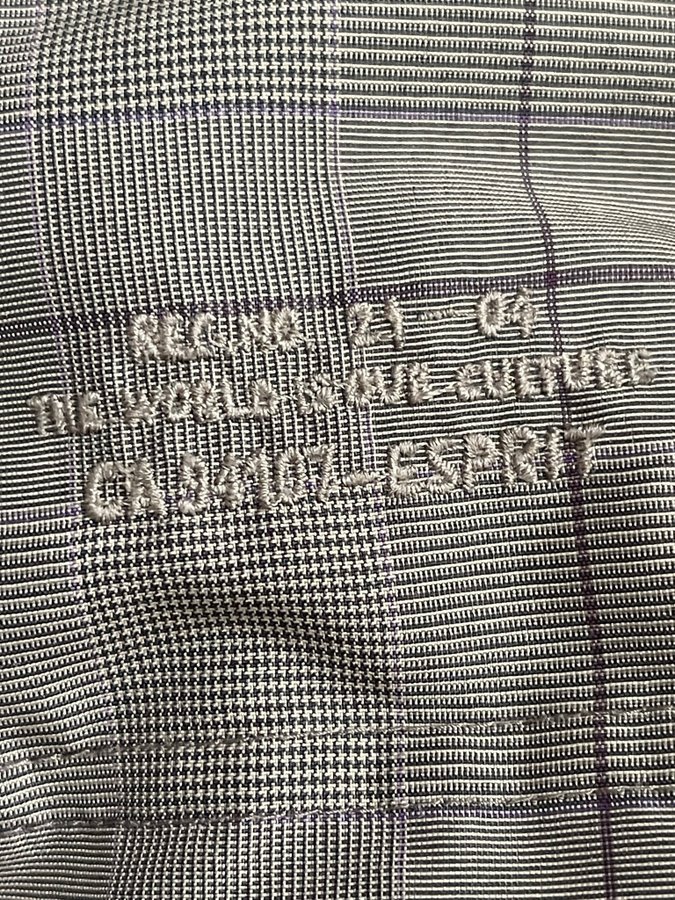 REG.NO. 21-04
THE WORLD IS OUR CULTURE
CA 94107-ESPRIT